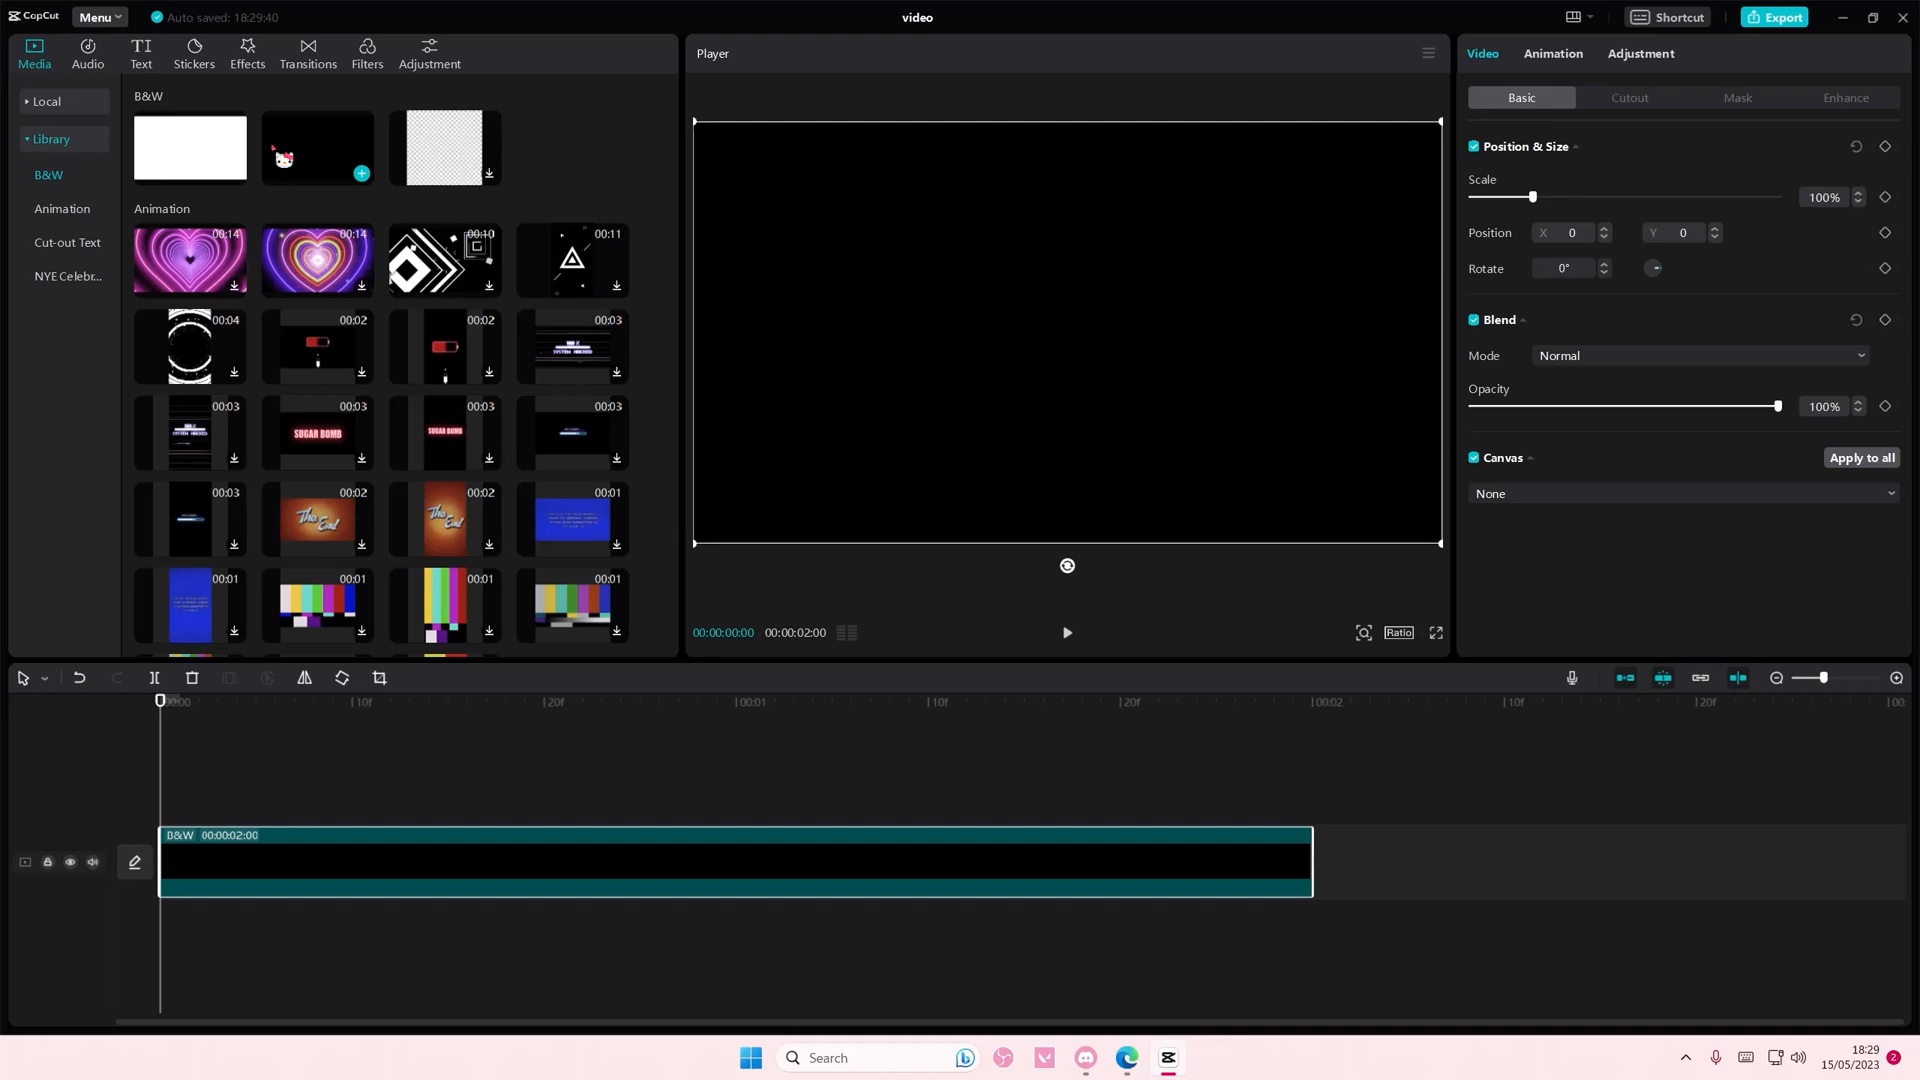 CapCut
Menu
Auto saved: 18:29:40
video
Shortcut
Export
Media
Audio
Text
Stickers
Effects
Transitions
Filters
Adjustment
Local
Library
B&W
Animation
Cut-out Text
NYE Celebr...
B&W
Animation
00:14
00:14
00:10
00:11
00:04
00:02
00:02
00:03
SYSTEM HACKED
00:03
SYSTEM HACKED
00:03
SUGAR BOMB
00:03
SUGAR BOMB
00:03
00:03
00:02
The End
00:02
The End
00:01
00:01
00:01
00:01
00:01
Player
00:00:00:00
00:00:02:00
Ratio
Video
Animation
Adjustment
Basic
Cutout
Mask
Enhance
Position & Size
Scale
100%
Position
X 0
Y 0
Rotate
0°
Blend
Mode
Normal
Opacity
100%
Canvas
Apply to all
None
00:00
10f
20f
00:01
10f
20f
00:02
10f
20f
00:
B&W 00:00:02:00
Search
18:29
15/05/2023
2